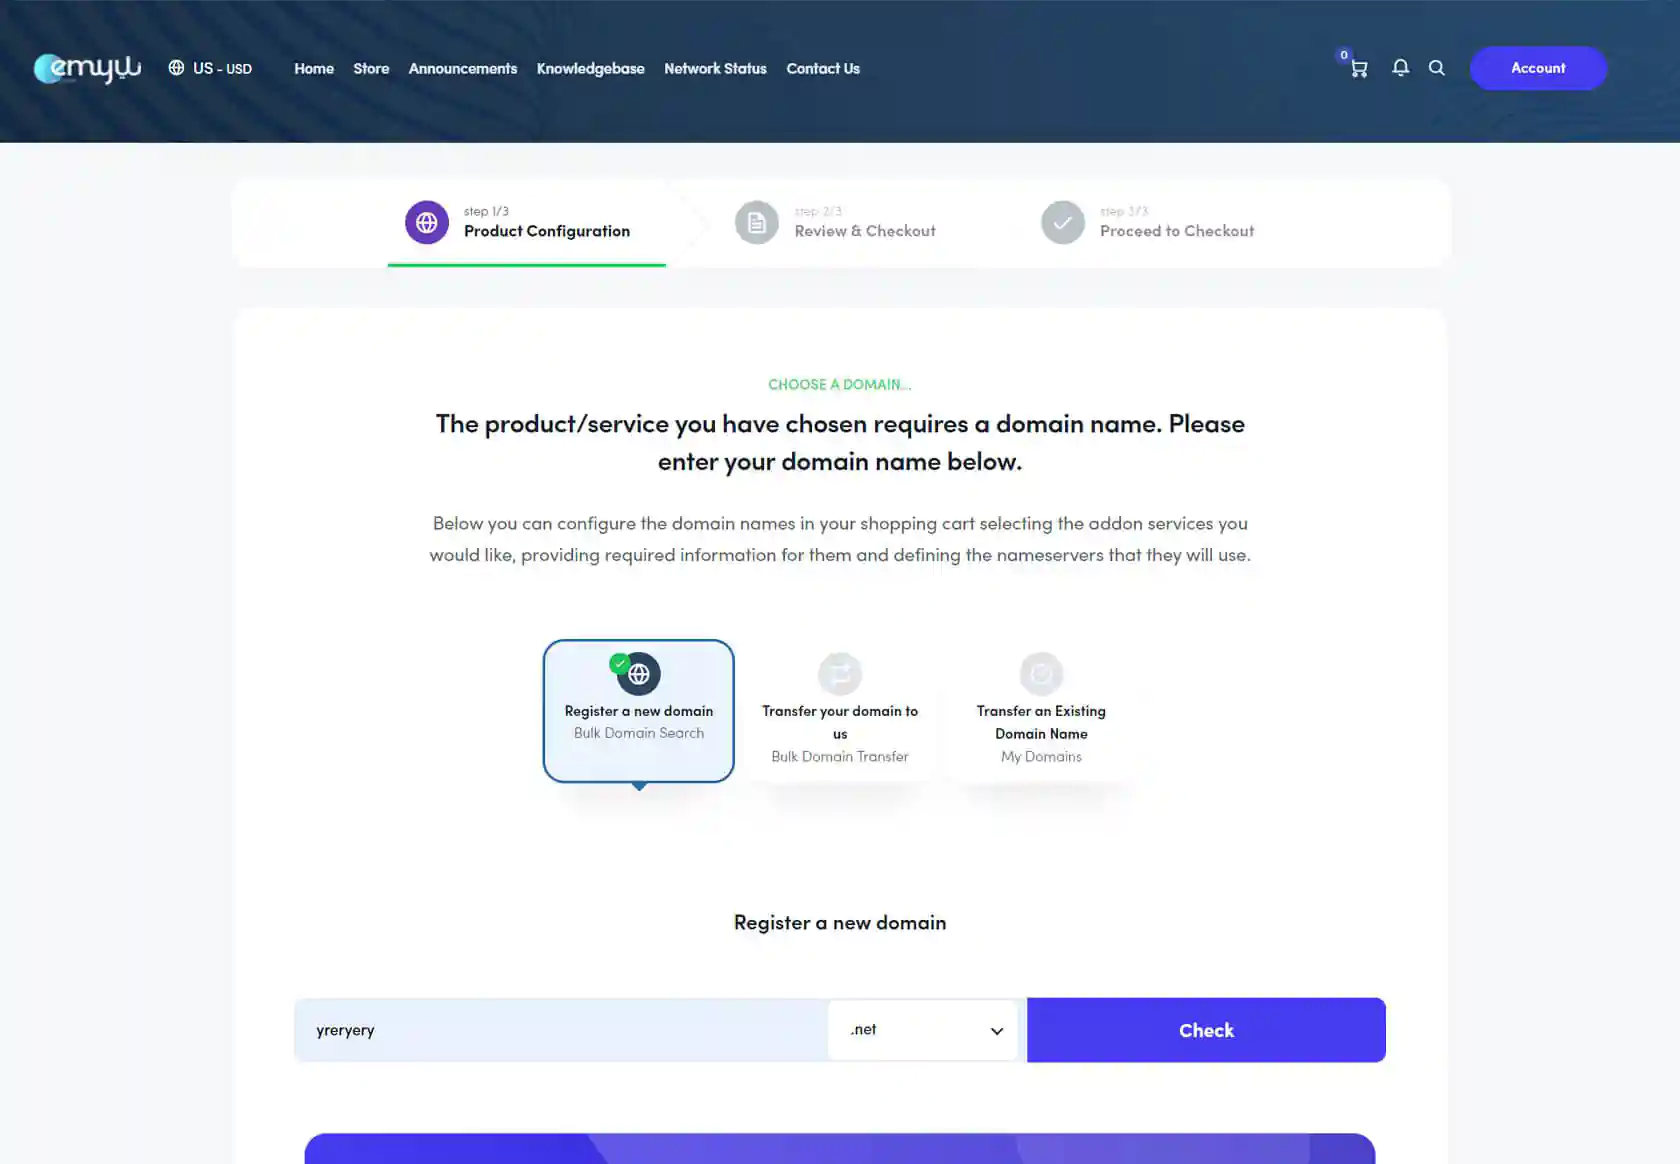 emyui
US - USD
Home
Store
Announcements
Knowledgebase
Network Status
Contact Us
0
Account
step 1/3
Product Configuration
step 2/3
Review & Checkout
step 3/3
Proceed to Checkout
CHOOSE A DOMAIN...
The product/service you have chosen requires a domain name. Please
enter your domain name below.
Below you can configure the domain names in your shopping cart selecting the addon services you
would like, providing required information for them and defining the nameservers that they will use.
Register a new domain
Bulk Domain Search
Transfer your domain to
us
Bulk Domain Transfer
Transfer an Existing
Domain Name
My Domains
Register a new domain
yreryery
.net
Check